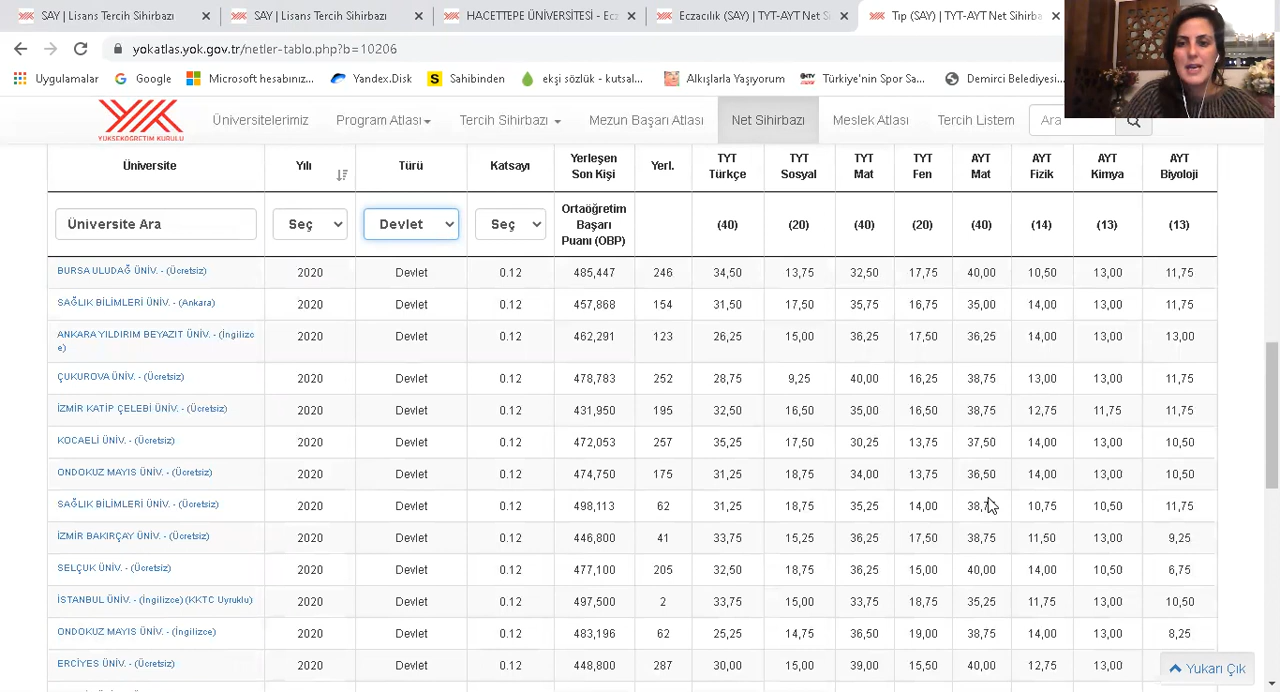 SAY | Lisans Tercih Sihirbazı
SAY | Lisans Tercih Sihirbazı
HACETTEPE ÜNİVERSİTESİ - Ecz
Eczacılık (SAY) | TYT-AYT Net S
Tıp (SAY) | TYT-AYT Net Sihirba
yokatlas.yok.gov.tr/netler-tablo.php?b=10206
Uygulamalar Google Microsoft hesabınız... Yandex.Disk S Sahibinden ekşi sözlük - kutsal... Alkışlarla Yaşıyorum Türkiye'nin Spor Sa... Demirci Belediyesi...
YÜKSEKÖĞRETİM KURULU
Üniversitelerimiz Program Atlası Tercih Sihirbazı Mezun Başarı Atlası Net Sihirbazı Meslek Atlası Tercih Listem Ara
Üniversite Yılı Türü Katsayı Yerleşen Son Kişi Yerl. TYT Türkçe TYT Sosyal TYT Mat TYT Fen AYT Mat AYT Fizik AYT Kimya AYT Biyoloji
Üniversite Ara Seç Devlet Seç Ortaöğretim Başarı Puanı (OBP) (40) (20) (40) (20) (40) (14) (13) (13)
BURSA ULUDAĞ ÜNİV. - (Ücretsiz) 2020 Devlet 0.12 485,447 246 34,50 13,75 32,50 17,75 40,00 10,50 13,00 11,75
SAĞLIK BİLİMLERİ ÜNİV. - (Ankara) 2020 Devlet 0.12 457,868 154 31,50 17,50 35,75 16,75 35,00 14,00 13,00 11,75
ANKARA YILDIRIM BEYAZIT ÜNİV. - (İngilizc
e) 2020 Devlet 0.12 462,291 123 26,25 15,00 36,25 17,50 36,25 14,00 13,00 13,00
ÇUKUROVA ÜNİV. - (Ücretsiz) 2020 Devlet 0.12 478,783 252 28,75 9,25 40,00 16,25 38,75 13,00 13,00 11,75
İZMİR KATİP ÇELEBİ ÜNİV. - (Ücretsiz) 2020 Devlet 0.12 431,950 195 32,50 16,50 35,00 16,50 38,75 12,75 11,75 11,75
KOCAELİ ÜNİV. - (Ücretsiz) 2020 Devlet 0.12 472,053 257 35,25 17,50 30,25 13,75 37,50 14,00 13,00 10,50
ONDOKUZ MAYIS ÜNİV. - (Ücretsiz) 2020 Devlet 0.12 474,750 175 31,25 18,75 34,00 13,75 36,50 14,00 13,00 10,50
SAĞLIK BİLİMLERİ ÜNİV. - (Ücretsiz) 2020 Devlet 0.12 498,113 62 31,25 18,75 35,25 14,00 10,75 10,50 11,75
İZMİR BAKIRÇAY ÜNİV. - (Ücretsiz) 2020 Devlet 0.12 446,800 41 33,75 15,25 36,25 17,50 38,75 11,50 13,00 9,25
SELÇUK ÜNİV. - (Ücretsiz) 2020 Devlet 0.12 477,100 205 32,50 18,75 36,25 15,00 40,00 14,00 10,50 6,75
İSTANBUL ÜNİV. - (İngilizce) (KKTC Uyruklu) 2020 Devlet 0.12 497,500 2 33,75 15,00 33,75 18,75 35,25 11,75 13,00 10,50
ONDOKUZ MAYIS ÜNİV. - (İngilizce) 2020 Devlet 0.12 483,196 62 25,25 14,75 36,50 19,00 38,75 14,00 13,00 8,25
ERCİYES ÜNİV. - (Ücretsiz) 2020 Devlet 0.12 448,800 287 30,00 15,00 39,00 15,50 40,00 12,75 13,00
Yukarı Çık